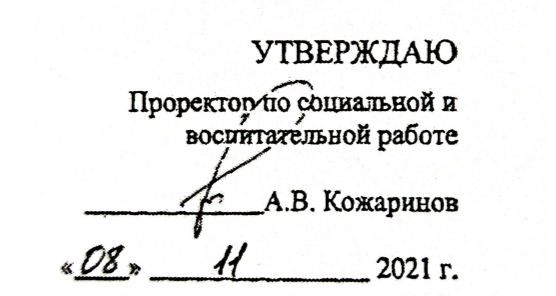 УТВЕРЖДАЮ
Проректор по социальной и
воспитательной работе
А.В. Кожаринов
«08» 11 2021 г.